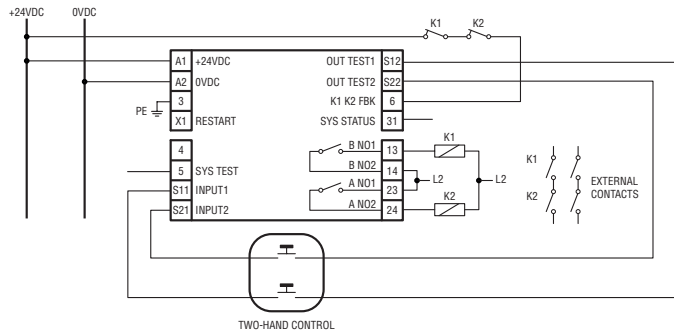 +24VDC 0VDC
K1 K2
A1 +24VDC OUT TEST1 S12
A2 0VDC OUT TEST2 S22
PE 3 K1 K2 FBK 6
X1 RESTART SYS STATUS 31
4 B NO1 13 K1
5 SYS TEST B NO2 14 L2 L2 K1
S11 INPUT1 A NO1 23 EXTERNAL
S21 INPUT2 A NO2 24 K2 K2 CONTACTS
TWO-HAND CONTROL